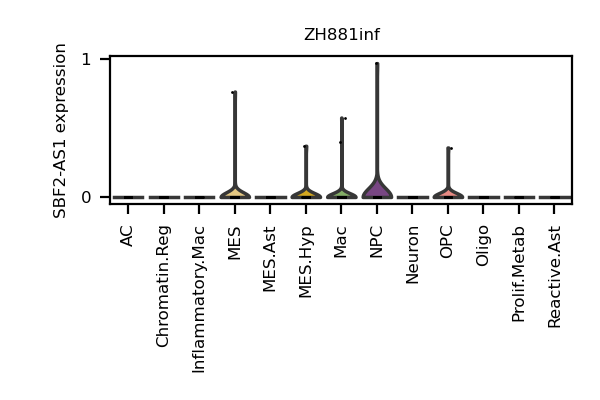 ZH881inf
SBF2-AS1 expression
1
0
AC
Chromatin.Reg
Inflammatory.Mac
MES
MES.Ast
MES.Hyp
Mac
NPC
Neuron
OPC
Oligo
Prolif.Metab
Reactive.Ast